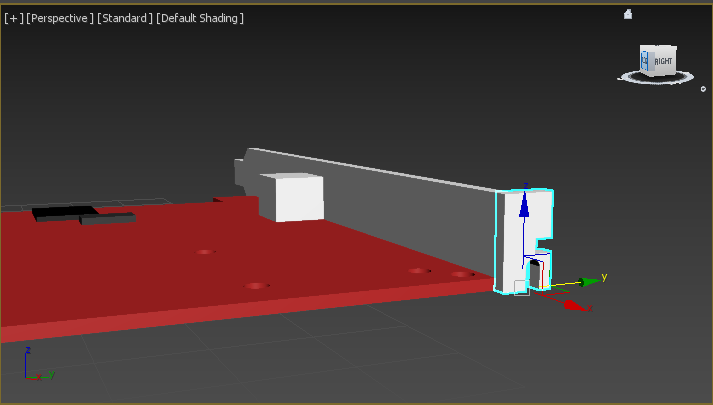 [+] [Perspective] [Standard] [Default Shading]
RIGHT
z
y
x
z
x y